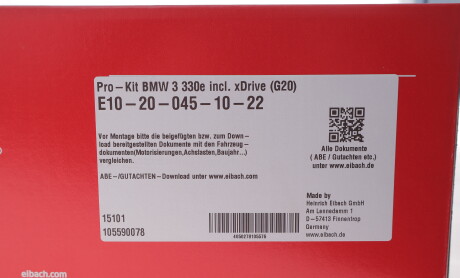 Pro-Kit BMW 3 330e incl. xDrive (G20)
E10-20-045-10-22
Vor Montage bitte die beigefügten bzw. zum Down-
load bereitgestellten Dokumente mit den Fahrzeug-
dokumenten(Motorisierungen,Achslasten,Baujahr...)
vergleichen.
ABE-/GUTACHTEN-Download unter www.eibach.com
Alle Dokumente
( ABE / Gutachten etc.)
unter www.eibach.com
15101
105590078
Made by
Heinrich Eibach GmbH
Am Lennedamm 1
D-57413 Finnentrop
Germany
www.eibach.de
eibach.com